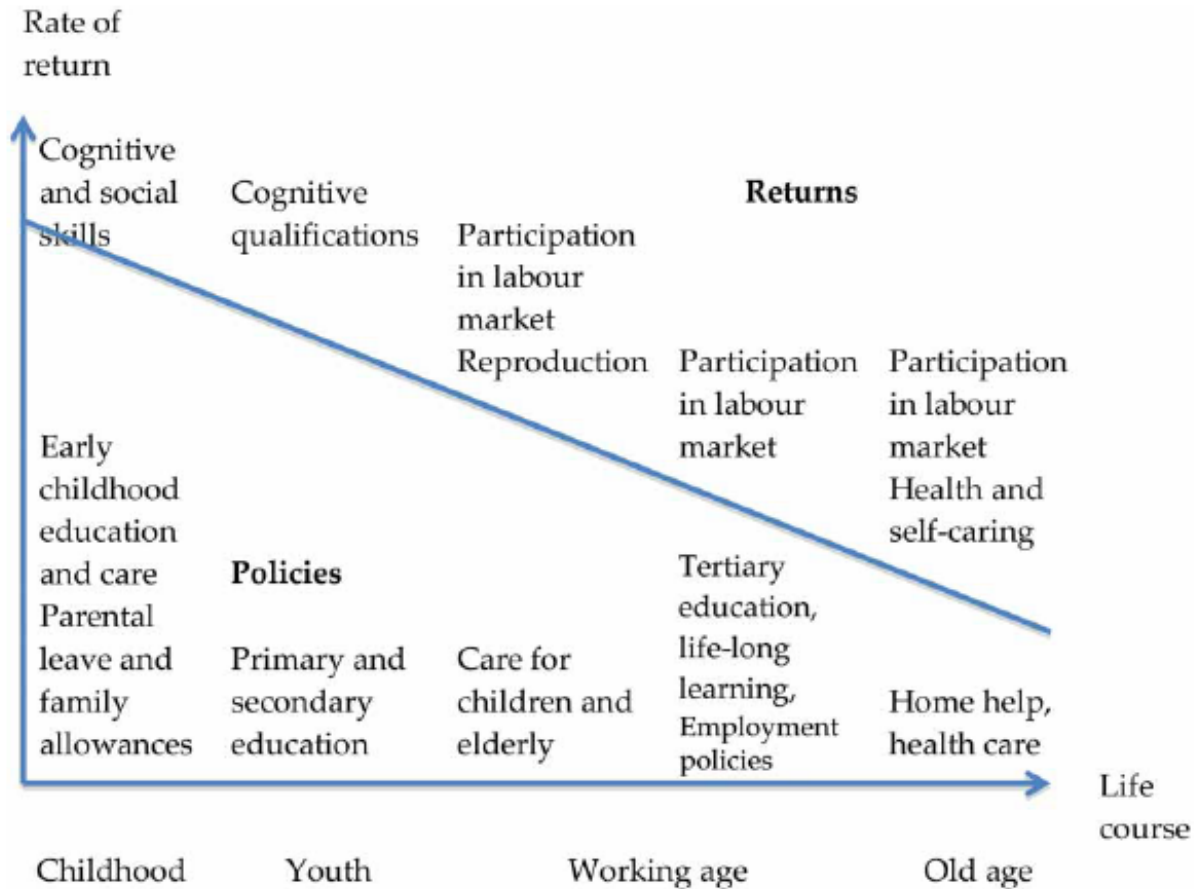 Rate of
return
Cognitive
and social
skills
Cognitive
qualifications
Returns
Participation
in labour
market
Reproduction
Participation
in labour
market
Participation
in labour
market
Health and
self-caring
Early
childhood
education
and care
Parental
leave and
family
allowances
Policies
Primary and
secondary
education
Care for
children and
elderly
Tertiary
education,
life-long
learning,
Employment
policies
Home help,
health care
Life
course
Childhood
Youth
Working age
Old age